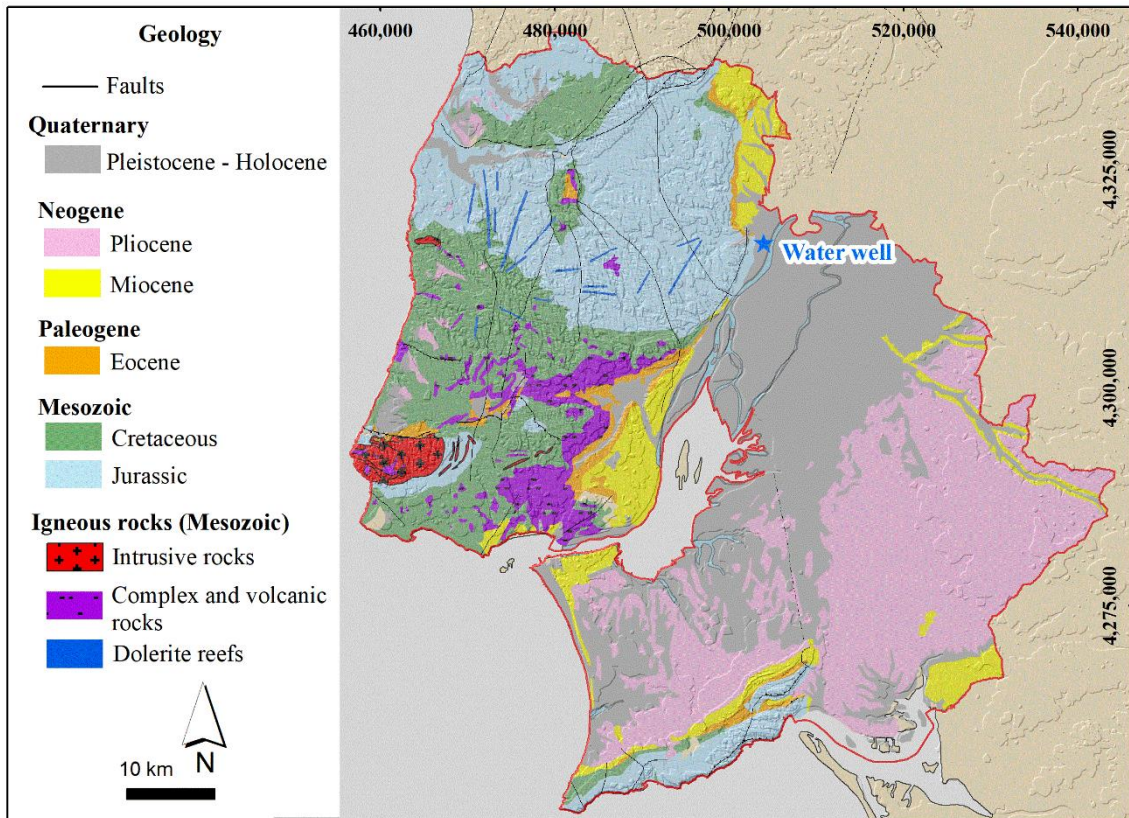 Geology
Faults
Quaternary
Pleistocene - Holocene
Neogene
Pliocene
Miocene
Paleogene
Eocene
Mesozoic
Cretaceous
Jurassic
Igneous rocks (Mesozoic)
Intrusive rocks
Complex and volcanic
rocks
Dolerite reefs
N
10 km
460,000 480,000 500,000 520,000 540,000
4,325,000
Water well
4,300,000
4,275,000